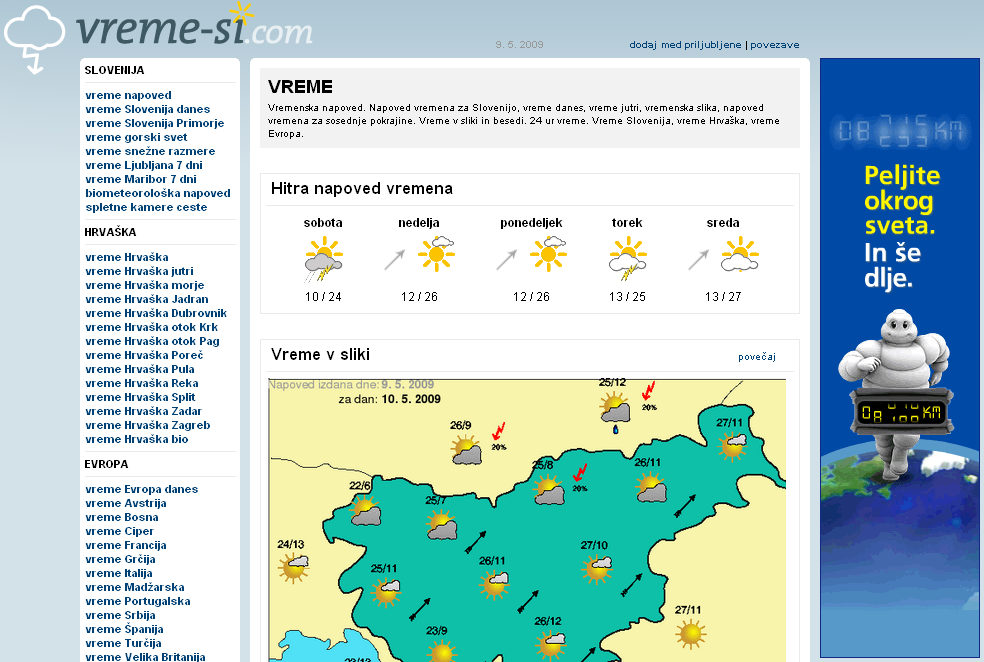 vreme-si.com
9. 5. 2009
dodaj med priljubljene | povezave
SLOVENIJA
vreme napoved
vreme Slovenija danes
vreme Slovenija Primorje
vreme gorski svet
vreme snežne razmere
vreme Ljubljana 7 dni
vreme Maribor 7 dni
biometeorološka napoved
spletne kamere ceste
HRVAŠKA
vreme Hrvaška
vreme Hrvaška jutri
vreme Hrvaška morje
vreme Hrvaška Jadran
vreme Hrvaška Dubrovnik
vreme Hrvaška otok Krk
vreme Hrvaška otok Pag
vreme Hrvaška Poreč
vreme Hrvaška Pula
vreme Hrvaška Reka
vreme Hrvaška Split
vreme Hrvaška Zadar
vreme Hrvaška Zagreb
vreme Hrvaška bio
EVROPA
vreme Evropa danes
vreme Avstrija
vreme Bosna
vreme Ciper
vreme Francija
vreme Grčija
vreme Italija
vreme Madžarska
vreme Portugalska
vreme Srbija
vreme Španija
vreme Turčija
vreme Velika Britanija
VREME
Vremenska napoved. Napoved vremena za Slovenijo, vreme danes, vreme jutri, vremenska slika, napoved
vremena za sosednje pokrajine. Vreme v sliki in besedi. 24 ur vreme. Vreme Slovenija, vreme Hrvaška, vreme
Evropa.
Hitra napoved vremena
sobota nedelja ponedeljek torek sreda
10 / 24 12 / 26 12 / 26 13 / 25 13 / 27
Vreme v sliki
povečaj
Napoved izdana dne: 9. 5. 2009
za dan: 10. 5. 2009
25/12
20%
26/9
20%
27/11
25/8
20%
26/11
22/6
25/7
24/13
25/11
26/11
27/10
27/11
23/9
26/12
Peljite
okrog
sveta.
In še
dlje.